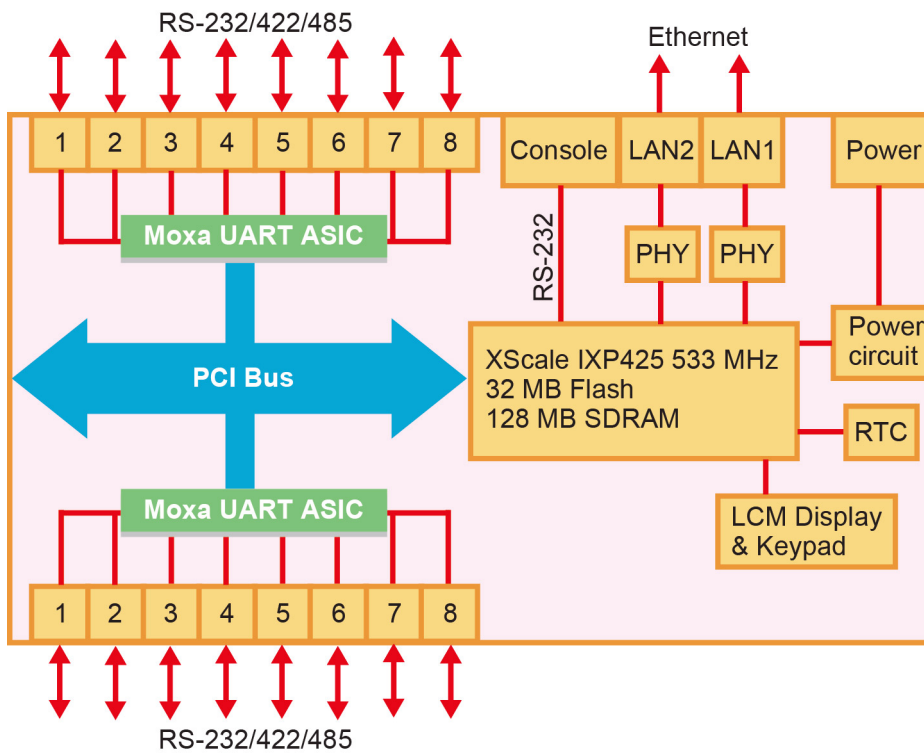 RS-232/422/485
Ethernet
1 2 3 4 5 6 7 8
Console LAN2 LAN1 Power
Moxa UART ASIC
RS-232
PHY PHY
PCI Bus
XScale IXP425 533 MHz
32 MB Flash
128 MB SDRAM
Power
circuit
RTC
LCM Display
& Keypad
Moxa UART ASIC
1 2 3 4 5 6 7 8
RS-232/422/485